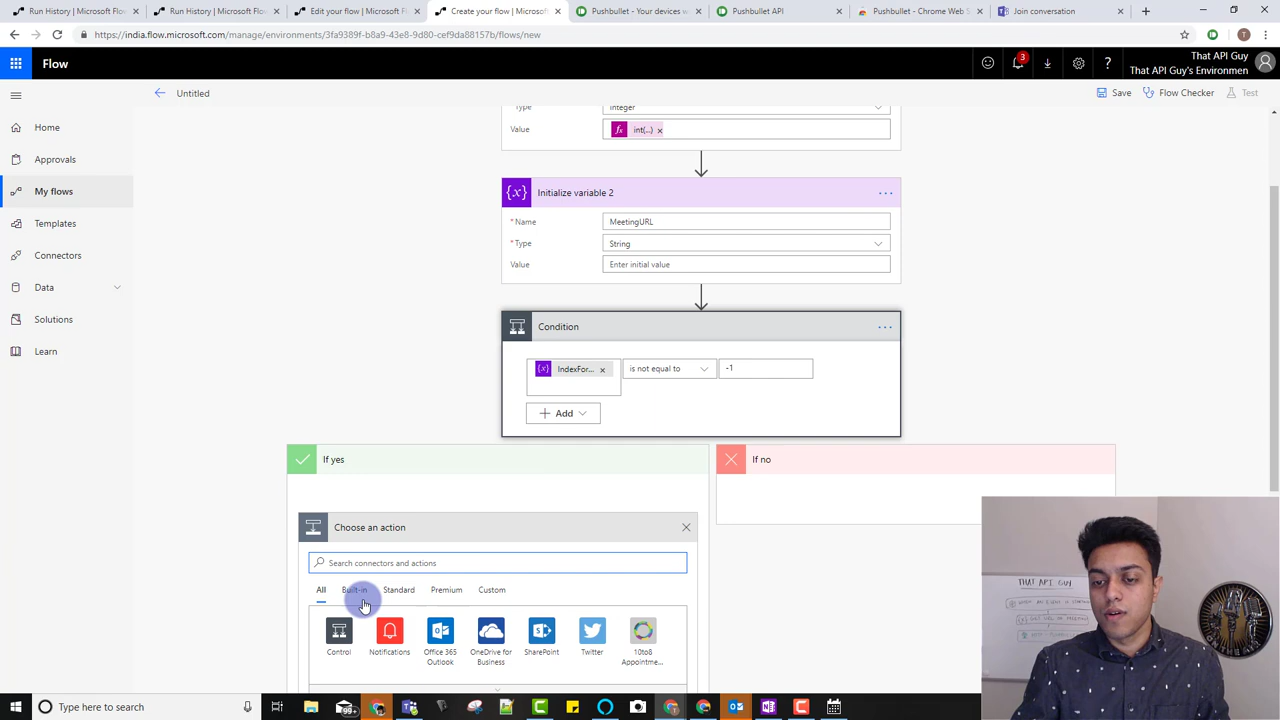 Run History | Microsoft Flo
Run History | Microsoft Flo
Edit your flow | Microsoft Flo
Create your flow | Microsoft
Pushbullet - Your devices w
Pushbullet API
Pushbullet - Chrome Web S
Join conversation
https://india.flow.microsoft.com/manage/environments/3fa9389f-b8a9-43e8-9d80-cef9da88157b/flows/new
Flow
3
That API Guy
That API Guy's Environmen
?
Untitled
Save
Flow Checker
Test
Home
Approvals
My flows
Templates
Connectors
Data
Solutions
Learn
Type
Integer
Value
fx int(...) x
{x} Initialize variable 2 ...
* Name
MeetingURL
* Type
String
Value
Enter initial value
Condition ...
{x} IndexFor... x
is not equal to
-1
+ Add
If yes
If no
Choose an action
Search connectors and actions
All
Built-in
Standard
Premium
Custom
Control
Notifications
Office 365 Outlook
OneDrive for Business
SharePoint
Twitter
10to8 Appointme...
THAT API GUY
Type here to search
99+